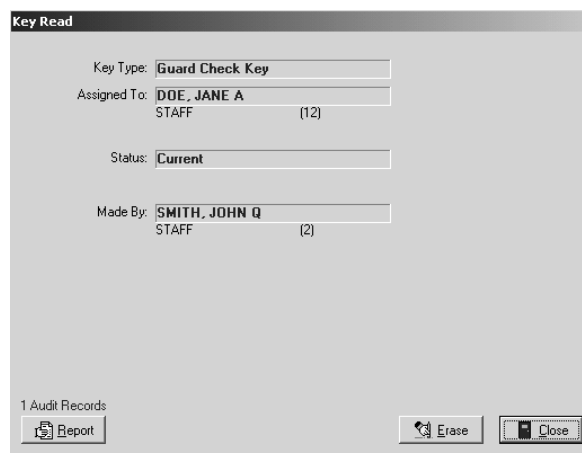 Key Read
Key Type: Guard Check Key
Assigned To: DOE, JANE A
STAFF (12)
Status: Current
Made By: SMITH, JOHN Q
STAFF (2)
1 Audit Records
Report Erase Close